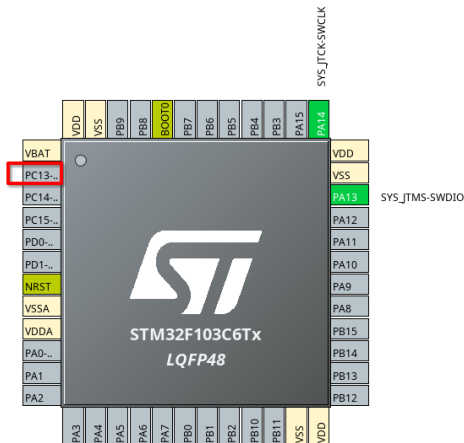 SYS_JTCK-SWCLK
VDD
VSS
PB9
PB8
BOOT0
PB7
PB6
PB5
PB4
PB3
PA15
PA14
VBAT
PC13-..
PC14-..
PC15-..
PD0-..
PD1-..
NRST
VSSA
VDDA
PA0-..
PA1
PA2
VDD
VSS
PA13 SYS_JTMS-SWDIO
PA12
PA11
PA10
PA9
PA8
PB15
PB14
PB13
PB12
ST
STM32F103C6Tx
LQFP48
PA3
PA4
PA5
PA6
PA7
PB0
PB1
PB2
PB10
PB11
VSS
VDD